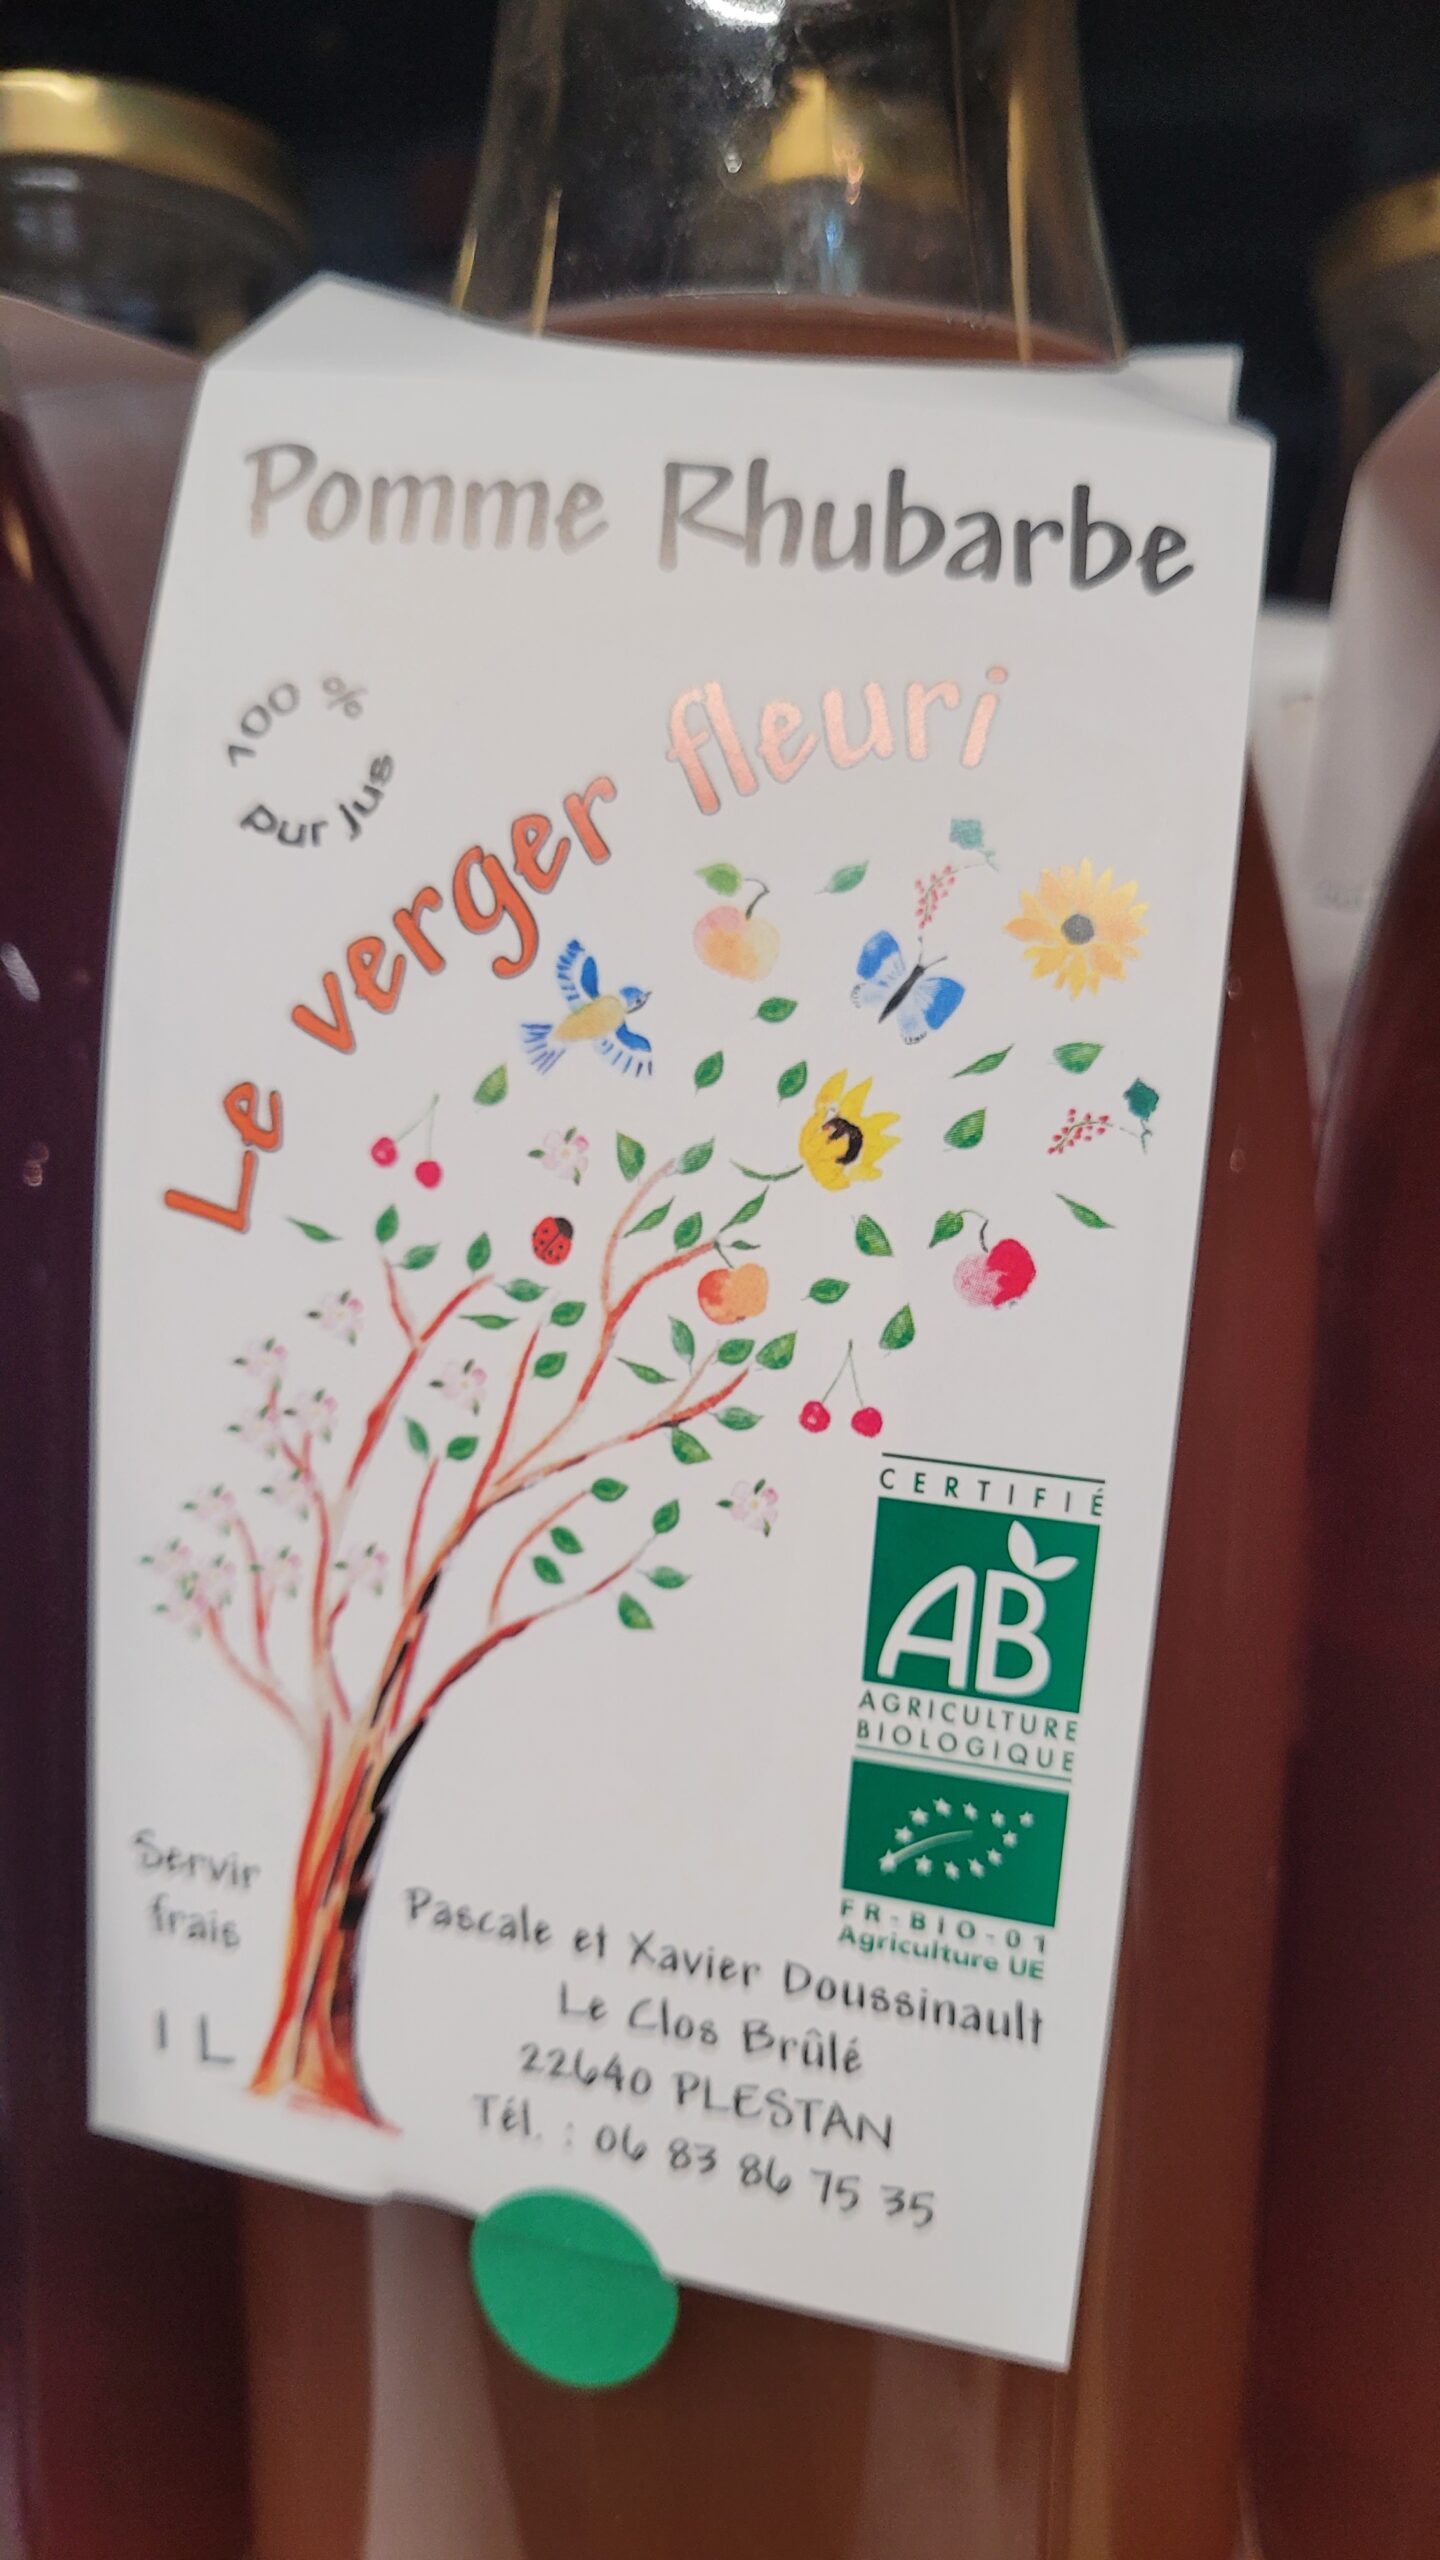 Pomme Rhubarbe
100 %
pur jus
Le verger fleuri
CERTIFIÉ
AB
AGRICULTURE
BIOLOGIQUE
FR-BIO-01
Agriculture UE
Servir
frais
1 L
Pascale et Xavier Doussinault
Le Clos Brûlé
22640 PLESTAN
Tél. : 06 83 86 75 35